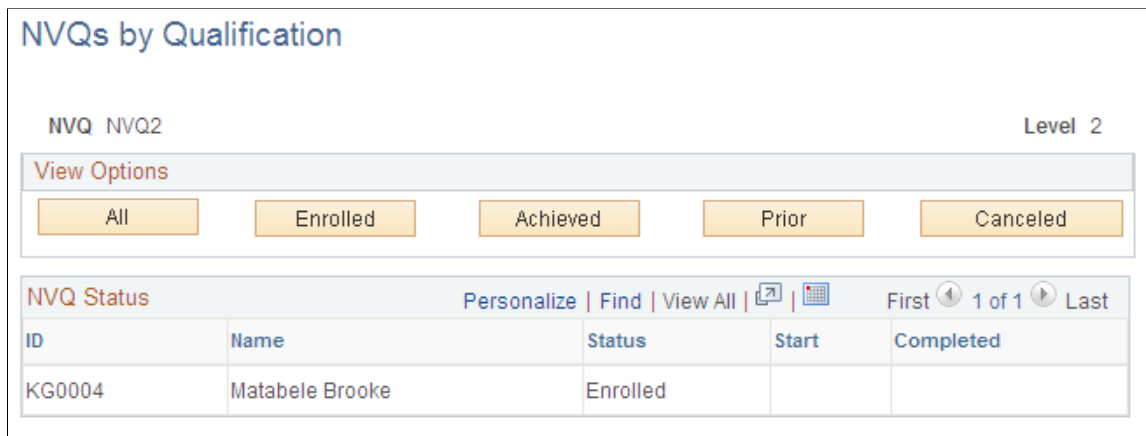 NVQs by Qualification
NVQ NVQ2 Level 2
View Options
All Enrolled Achieved Prior Canceled
NVQ Status Personalize | Find | View All | | First 1 of 1 Last
ID Name Status Start Completed
KG0004 Matabele Brooke Enrolled